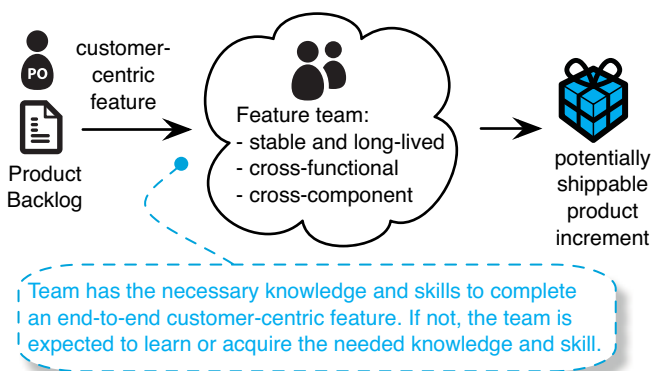 PO
customer-
centric
feature
Product
Backlog
Feature team:
- stable and long-lived
- cross-functional
- cross-component
potentially
shippable
product
increment
Team has the necessary knowledge and skills to complete
an end-to-end customer-centric feature. If not, the team is
expected to learn or acquire the needed knowledge and skill.